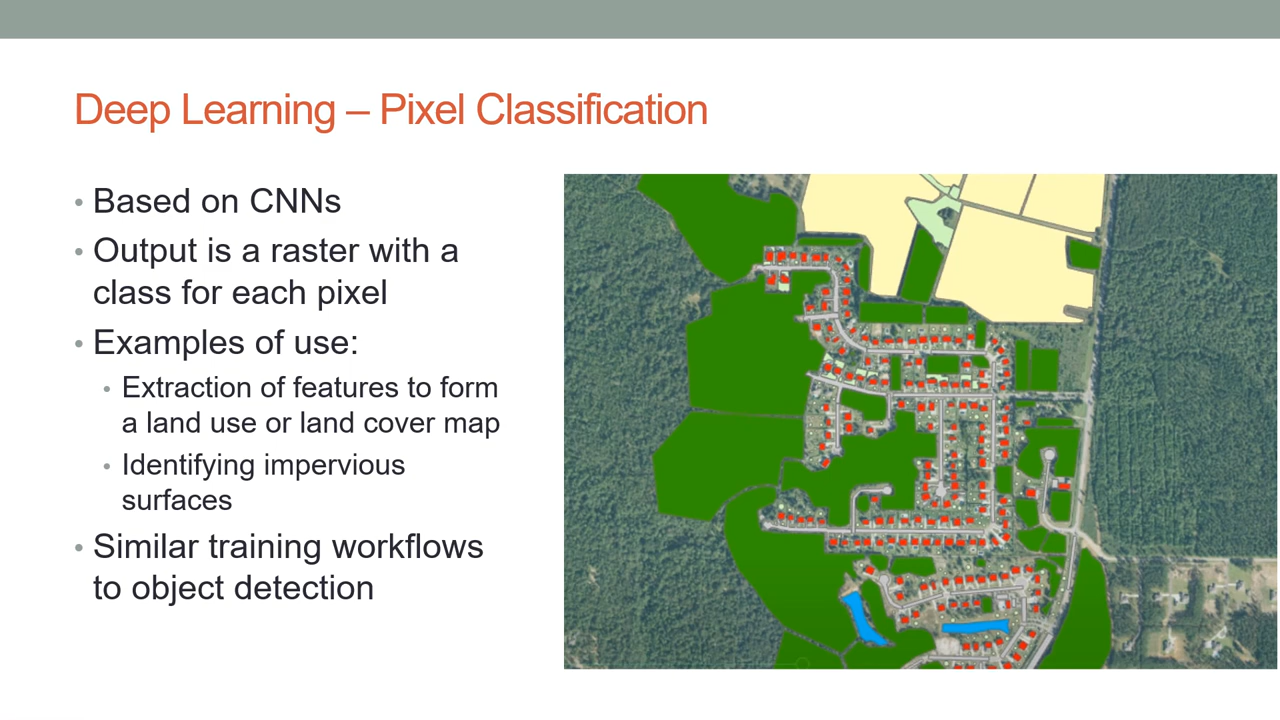 Deep Learning – Pixel Classification
• Based on CNNs
• Output is a raster with a
class for each pixel
• Examples of use:
• Extraction of features to form
a land use or land cover map
• Identifying impervious
surfaces
• Similar training workflows
to object detection